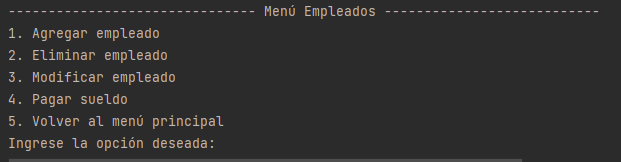 ------------------------------- Menú Empleados ---------------------------
1. Agregar empleado
2. Eliminar empleado
3. Modificar empleado
4. Pagar sueldo
5. Volver al menú principal
Ingrese la opción deseada: